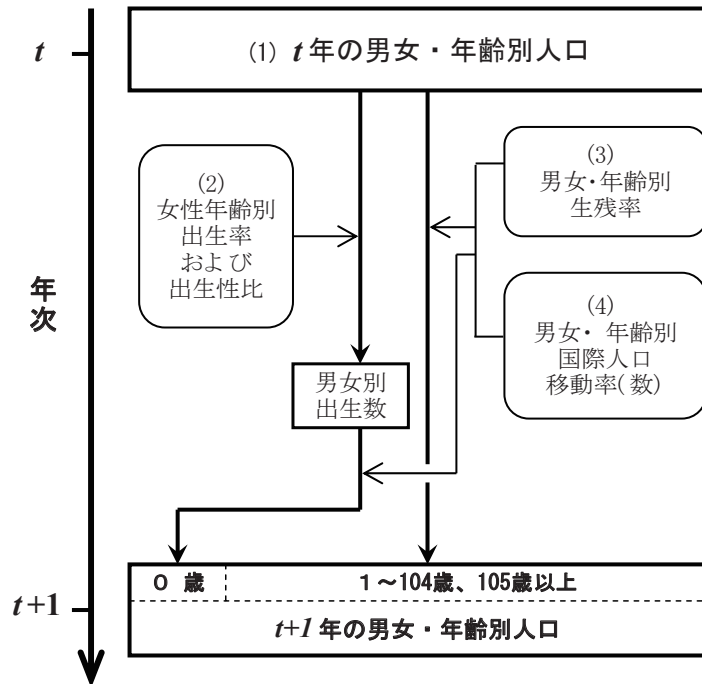 t
(1) t年の男女・年齢別人口
(2)
女性年齢別
出生率
および
出生性比
(3)
男女・年齢別
生残率
(4)
男女・年齢別
国際人口
移動率(数)
年次
男女別
出生数
0 歳
1～104歳、105歳以上
t+1
t+1年の男女・年齢別人口